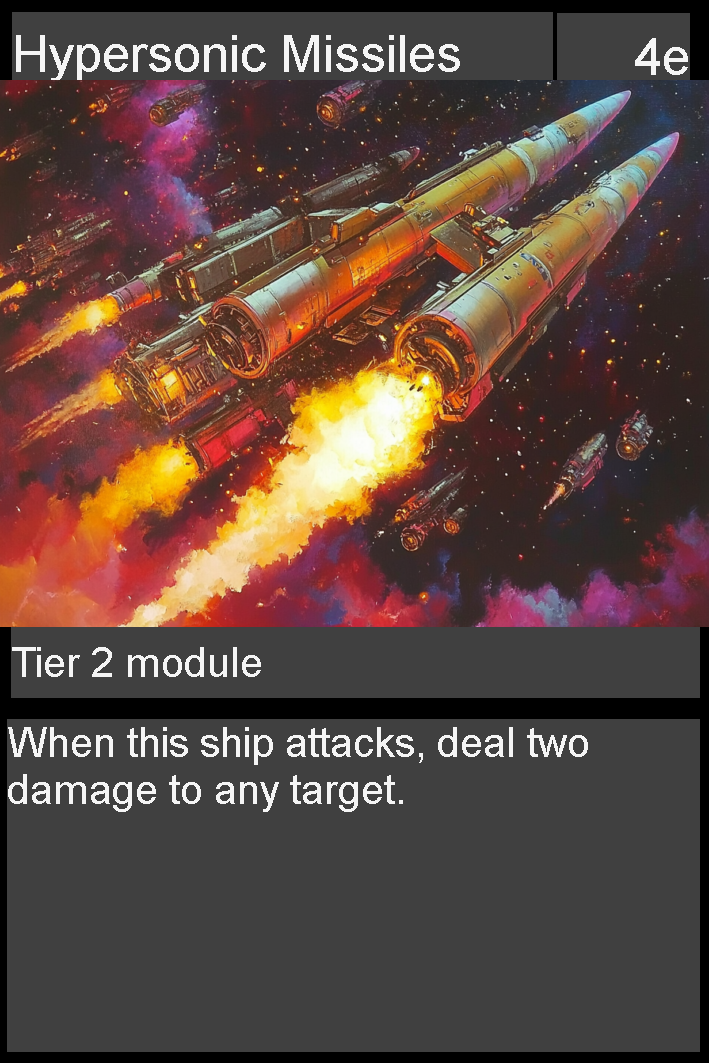 Hypersonic Missiles
4e
Tier 2 module
When this ship attacks, deal two
damage to any target.